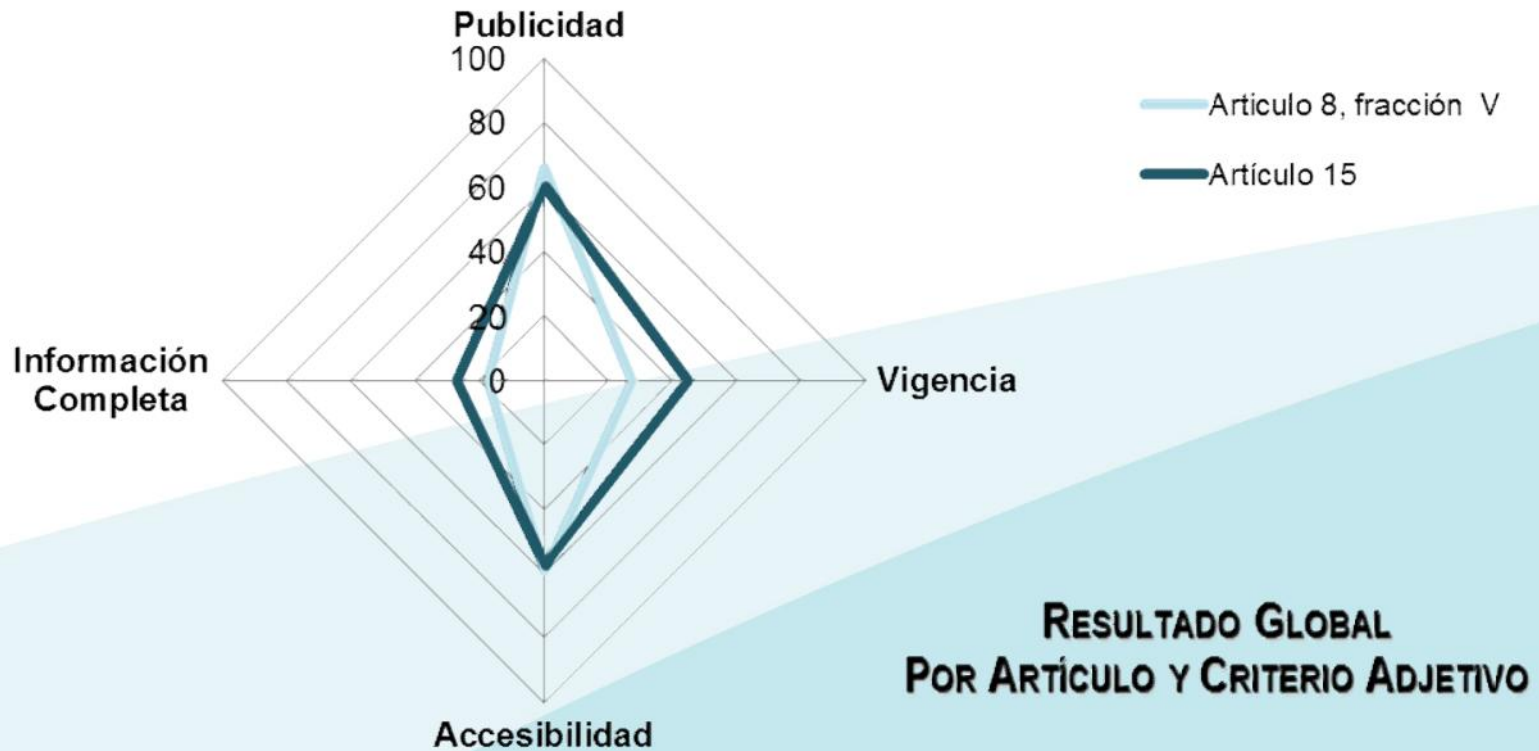 Publicidad
100
80
60
40
20
0
Información
Completa
Vigencia
Accesibilidad
Articulo 8, fracción V
Artículo 15
RESULTADO GLOBAL
POR ARTÍCULO Y CRITERIO ADJETIVO